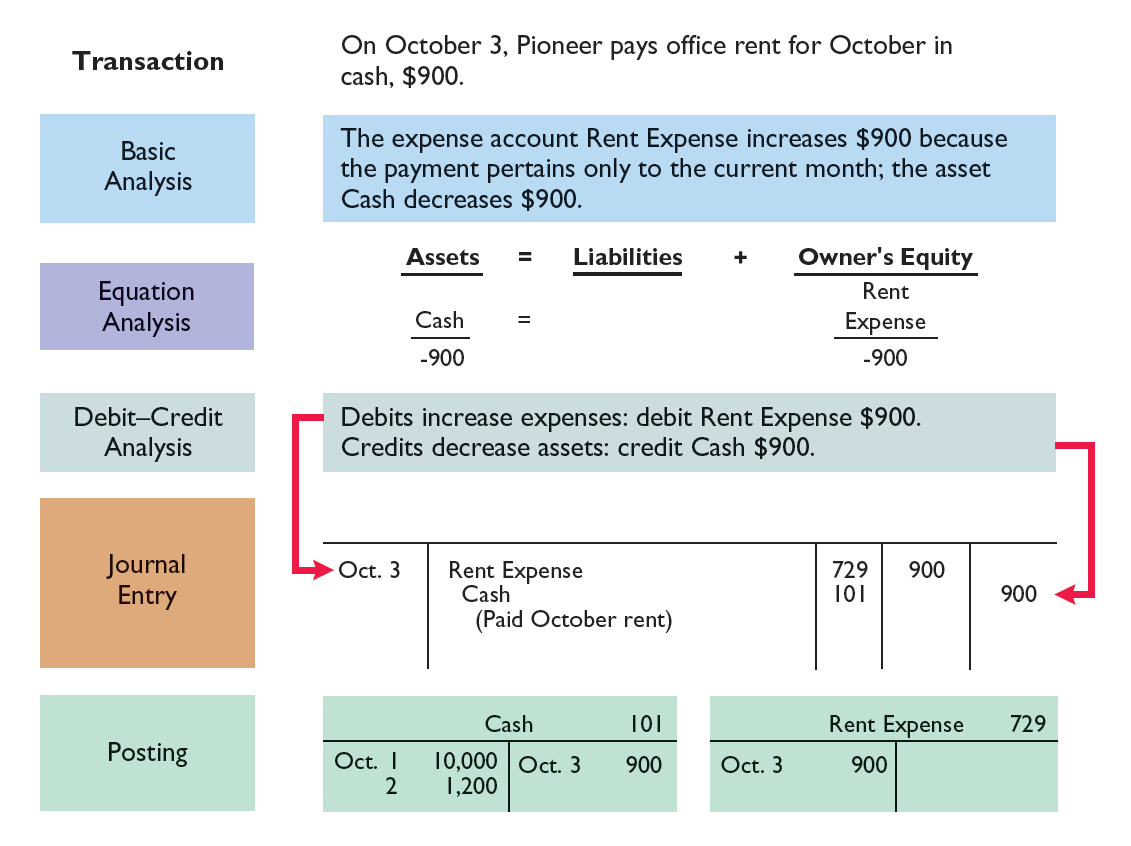 Transaction
On October 3, Pioneer pays office rent for October in
cash, $900.
Basic
Analysis
The expense account Rent Expense increases $900 because
the payment pertains only to the current month; the asset
Cash decreases $900.
Equation
Analysis
Assets = Liabilities + Owner's Equity
Rent
Cash = Expense
-900 -900
Debit–Credit
Analysis
Debits increase expenses: debit Rent Expense $900.
Credits decrease assets: credit Cash $900.
Journal
Entry
Oct. 3 Rent Expense 729 900
Cash 101 900
(Paid October rent)
Posting
Cash 101
Oct. 1 10,000 Oct. 3 900
2 1,200
Rent Expense 729
Oct. 3 900